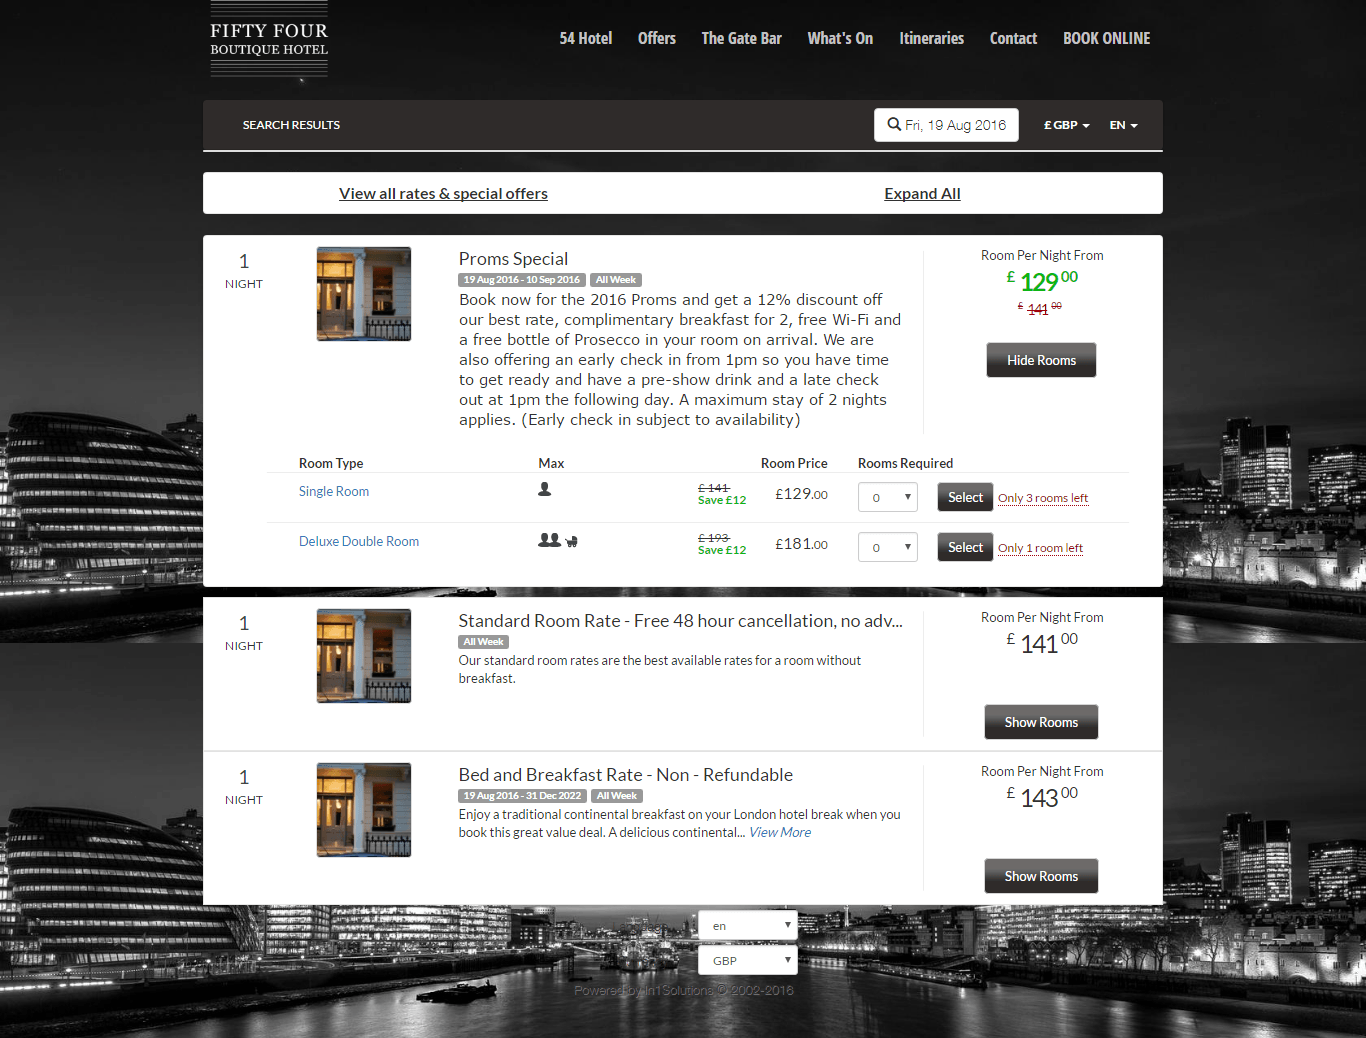 FIFTY FOUR
BOUTIQUE HOTEL
54 Hotel Offers The Gate Bar What's On Itineraries Contact BOOK ONLINE
SEARCH RESULTS
Fri, 19 Aug 2016
£ GBP EN
View all rates & special offers
Expand All
1
NIGHT
Proms Special
19 Aug 2016 - 10 Sep 2016 All Week
Book now for the 2016 Proms and get a 12% discount off
our best rate, complimentary breakfast for 2, free Wi-Fi and
a free bottle of Prosecco in your room on arrival. We are
also offering an early check in from 1pm so you have time
to get ready and have a pre-show drink and a late check
out at 1pm the following day. A maximum stay of 2 nights
applies. (Early check in subject to availability)
Room Per Night From
£ 129 00
£ 141 00
Hide Rooms
Room Type Max Room Price Rooms Required
Single Room
£ 141
Save £12
£129.00
0
Select
Only 3 rooms left
Deluxe Double Room
£ 193
Save £12
£181.00
0
Select
Only 1 room left
1
NIGHT
Standard Room Rate - Free 48 hour cancellation, no adv...
All Week
Our standard room rates are the best available rates for a room without
breakfast.
Room Per Night From
£ 141 00
Show Rooms
1
NIGHT
Bed and Breakfast Rate - Non - Refundable
19 Aug 2016 - 31 Dec 2022 All Week
Enjoy a traditional continental breakfast on your London hotel break when you
book this great value deal. A delicious continental... View More
Room Per Night From
£ 143 00
Show Rooms
en
GBP
Powered by In1Solutions © 2002-2016